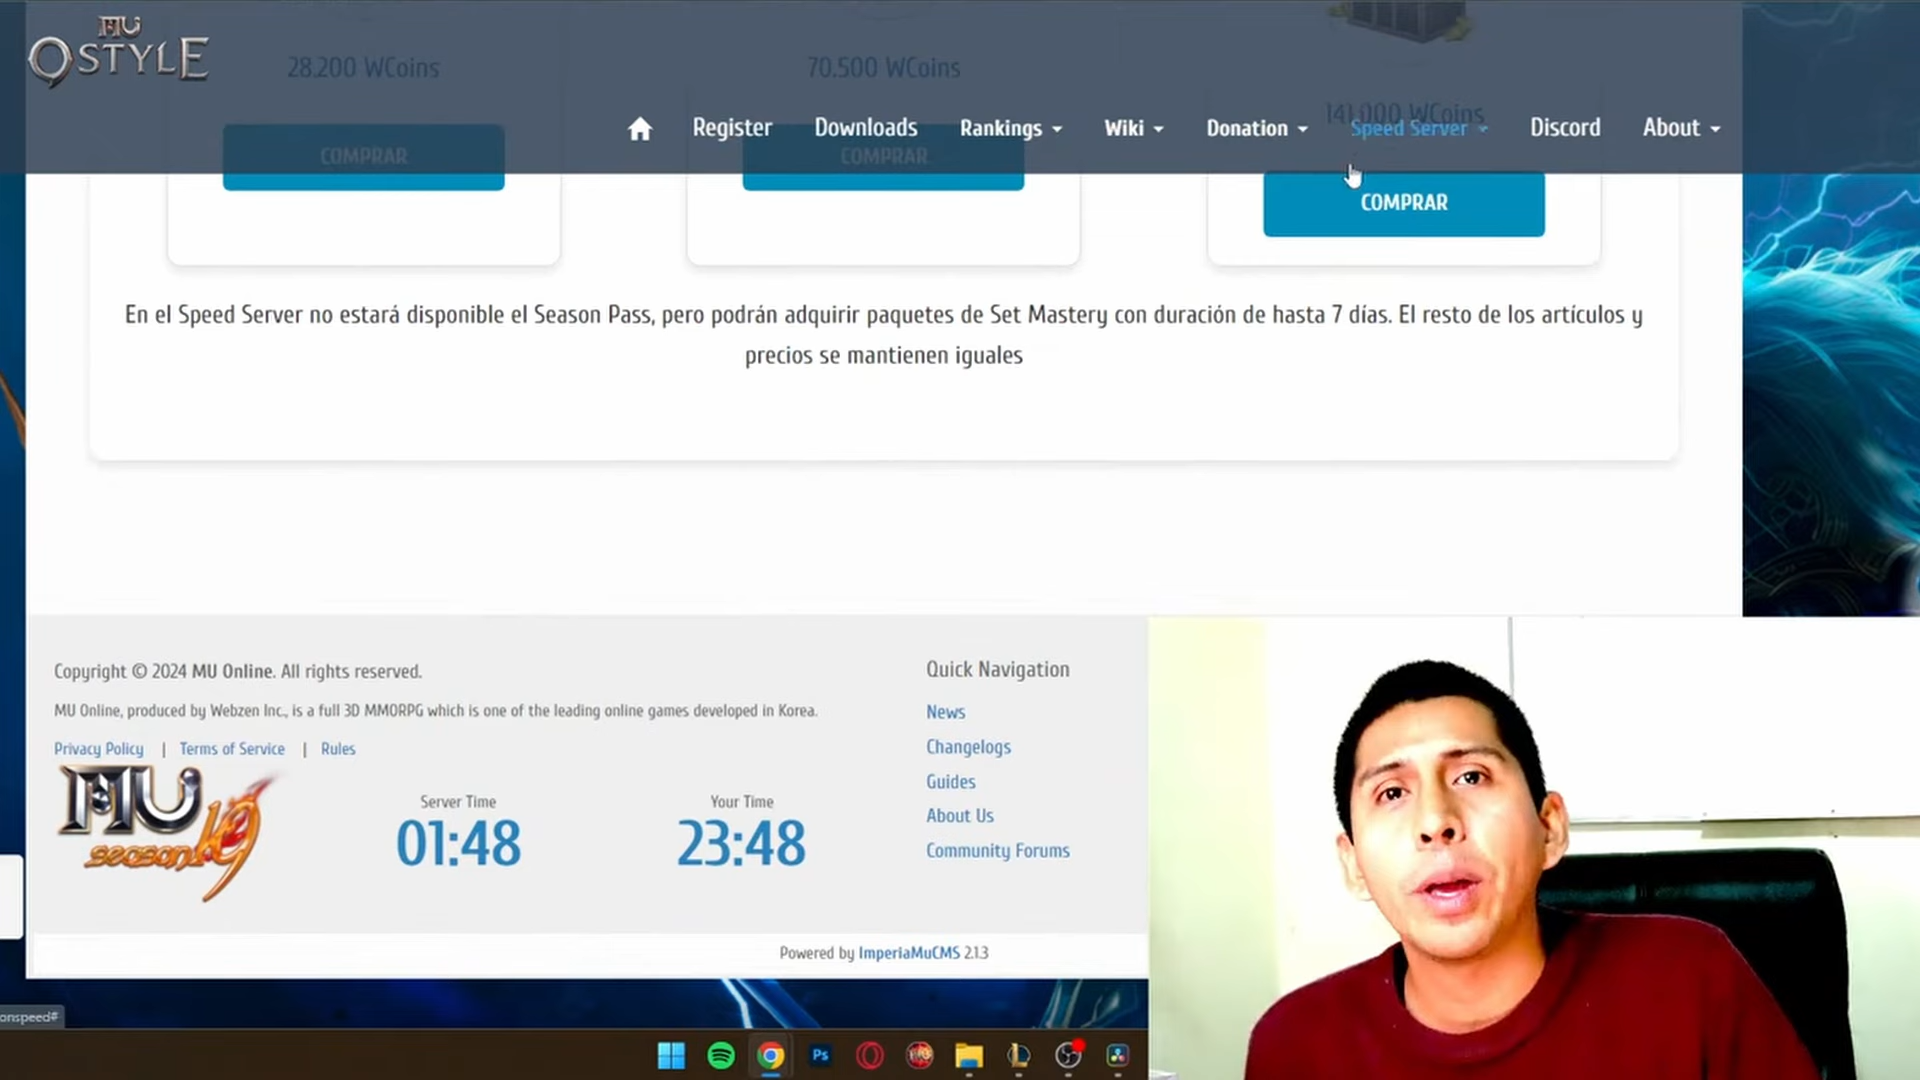 MU
QSTYLE
28.200 WCoins
70.500 WCoins
141.000 WCoins
Register
Downloads
Rankings
Wiki
Donation
Speed Server
Discord
About
COMPRAR
COMPRAR
COMPRAR
En el Speed Server no estará disponible el Season Pass, pero podrán adquirir paquetes de Set Mastery con duración de hasta 7 días. El resto de los artículos y
precios se mantienen iguales
Copyright © 2024 MU Online. All rights reserved.
MU Online, produced by Webzen Inc., is a full 3D MMORPG which is one of the leading online games developed in Korea.
Privacy Policy | Terms of Service | Rules
MU
season19
Server Time
01:48
Your Time
23:48
Quick Navigation
News
Changelogs
Guides
About Us
Community Forums
Powered by ImperiaMuCMS 2.1.3
onspeed#
Ps